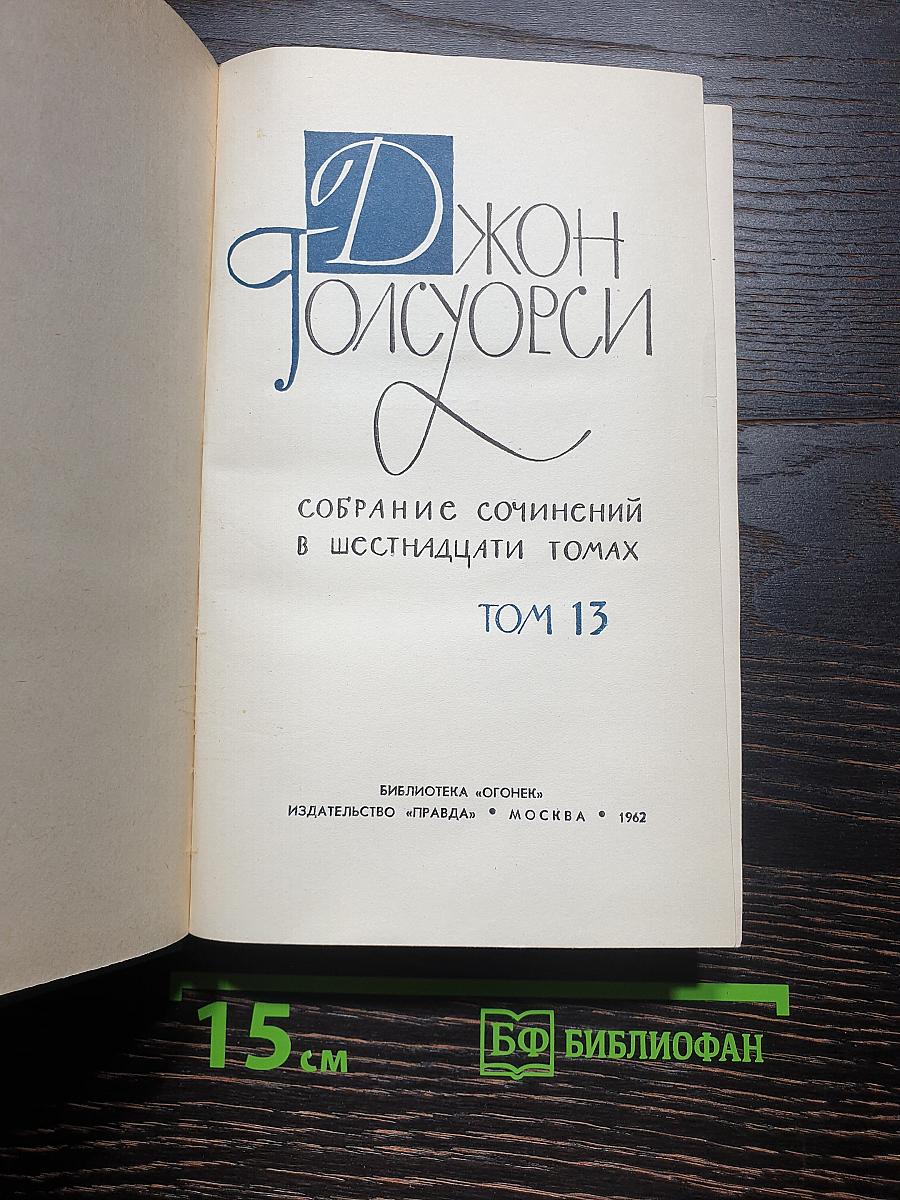 Джон
Голсуорси
СОБРАНИЕ СОЧИНЕНИЙ
В ШЕСТНАДЦАТИ ТОМАХ
ТОМ 13
БИБЛИОТЕКА «ОГОНЕК»
ИЗДАТЕЛЬСТВО «ПРАВДА» • МОСКВА • 1962
15 см
БФ БИБЛИОФАН